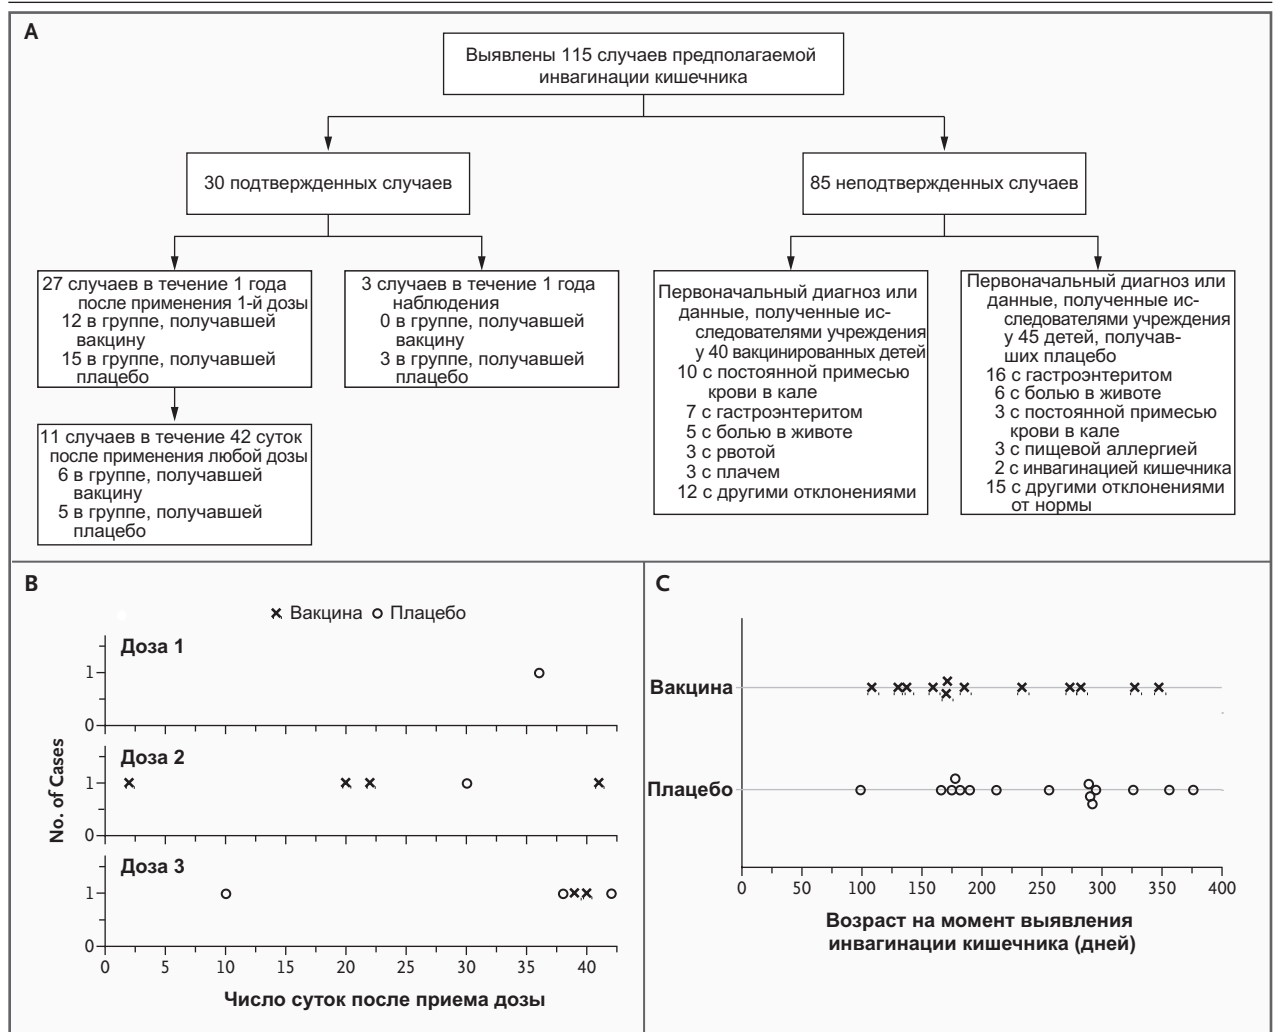 A
Выявлены 115 случаев предполагаемой
инвагинации кишечника
30 подтвержденных случаев
85 неподтвержденных случаев
27 случаев в течение 1 года
после применения 1-й дозы
12 в группе, получавшей
вакцину
15 в группе, получавшей
плацебо
3 случаев в течение 1 года
наблюдения
0 в группе, получавшей
вакцину
3 в группе, получавшей
плацебо
Первоначальный диагноз или
данные, полученные ис-
следователями учреждения
у 40 вакцинированных детей
10 с постоянной примесью
крови в кале
7 с гастроэнтеритом
5 с болью в животе
3 с рвотой
3 с плачем
12 с другими отклонениями
Первоначальный диагноз или
данные, полученные ис-
следователями учреждения
у 45 детей, получав-
ших плацебо
16 с гастроэнтеритом
6 с болью в животе
3 с постоянной примесью
крови в кале
3 с пищевой аллергией
2 с инвагинацией кишечника
15 с другими отклонениями
от нормы
11 случаев в течение 42 суток
после применения любой дозы
6 в группе, получавшей
вакцину
5 в группе, получавшей
плацебо
B
Вакцина Плацебо
Доза 1
1
0
Доза 2
1
0
Доза 3
1
0
No. of Cases
0 5 10 15 20 25 30 35 40
Число суток после приема дозы
C
Вакцина
Плацебо
0 50 100 150 200 250 300 350 400
Возраст на момент выявления
инвагинации кишечника (дней)